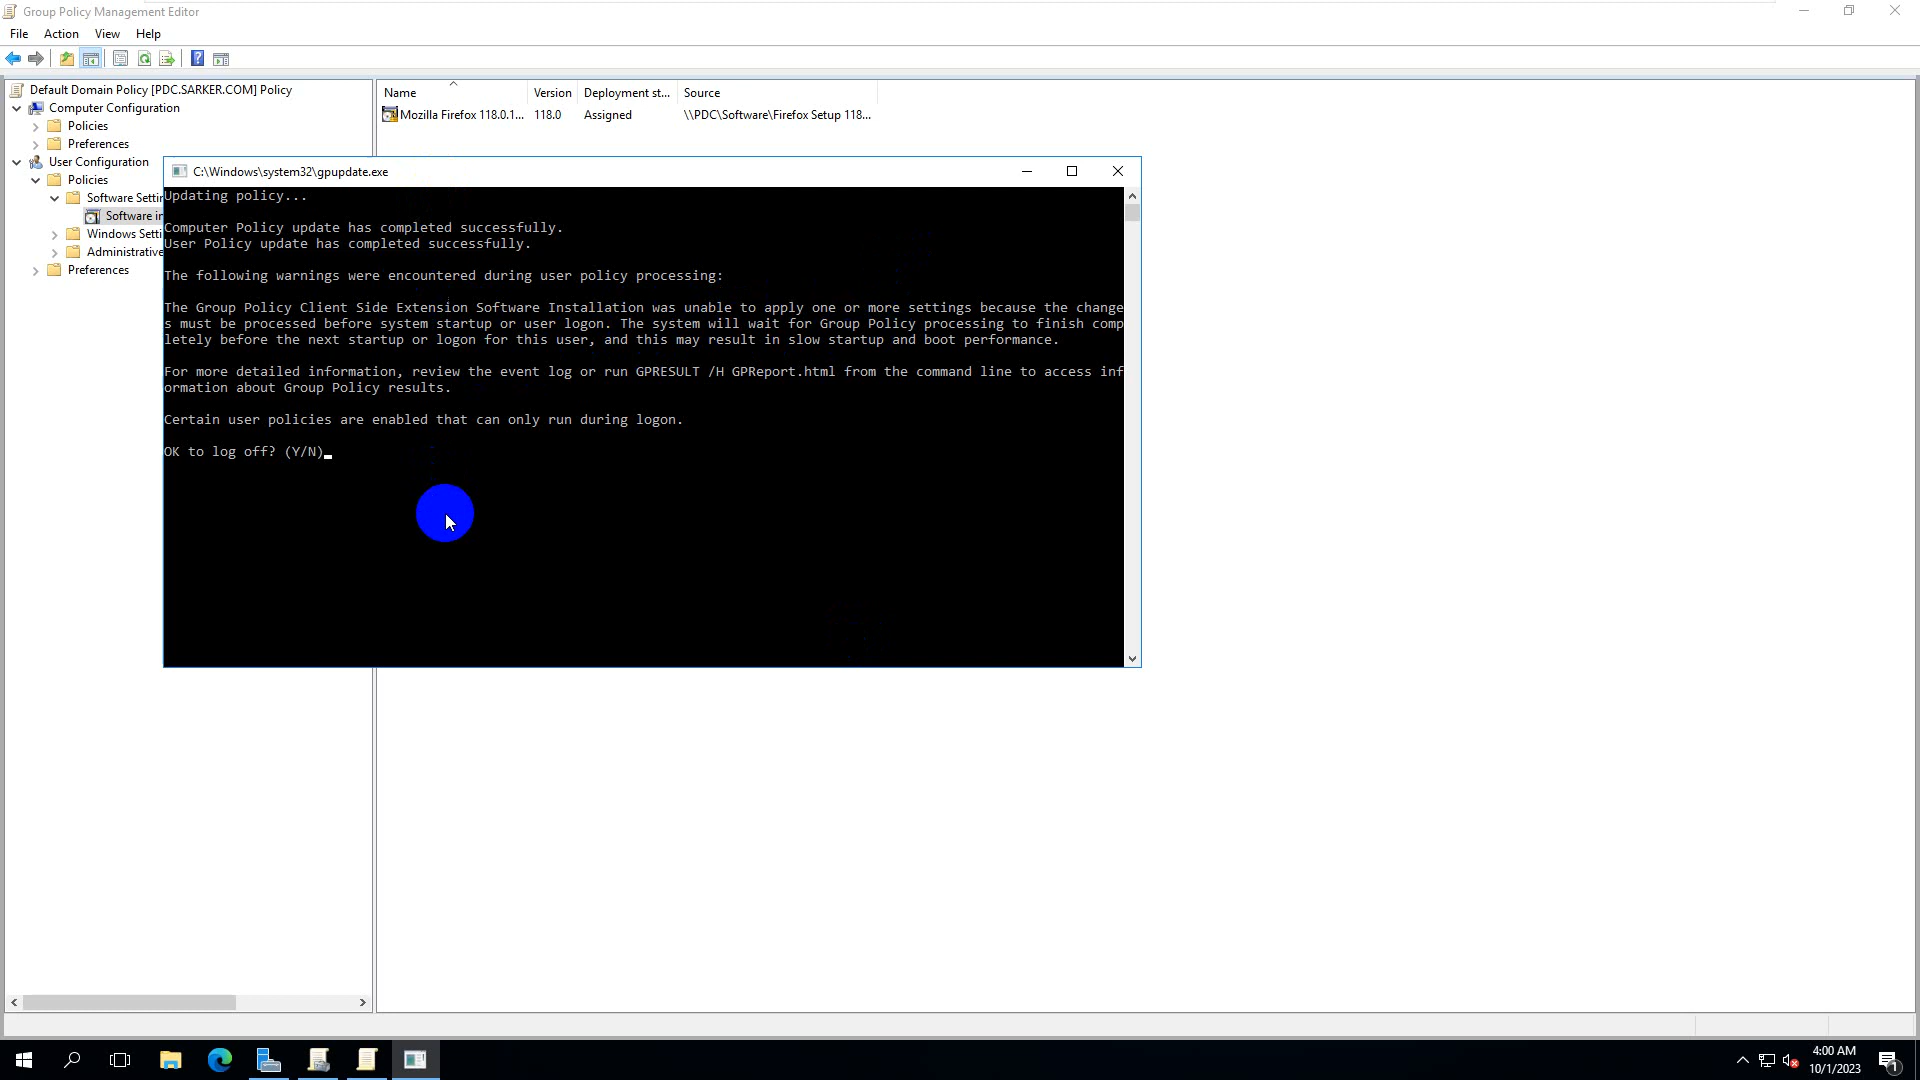 Group Policy Management Editor
File Action View Help
Default Domain Policy [PDC.SARKER.COM] Policy
Computer Configuration
Policies
Preferences
User Configuration
Policies
Software Settin
Software in
Windows Setti
Administrative
Preferences
Name Version Deployment st... Source
Mozilla Firefox 118.0.1... 118.0 Assigned \\PDC\Software\Firefox Setup 118...
C:\Windows\system32\gpupdate.exe
Updating policy...
Computer Policy update has completed successfully.
User Policy update has completed successfully.
The following warnings were encountered during user policy processing:
The Group Policy Client Side Extension Software Installation was unable to apply one or more settings because the change
s must be processed before system startup or user logon. The system will wait for Group Policy processing to finish comp
letely before the next startup or logon for this user, and this may result in slow startup and boot performance.
For more detailed information, review the event log or run GPRESULT /H GPReport.html from the command line to access inf
ormation about Group Policy results.
Certain user policies are enabled that can only run during logon.
OK to log off? (Y/N)
4:00 AM
10/1/2023
1